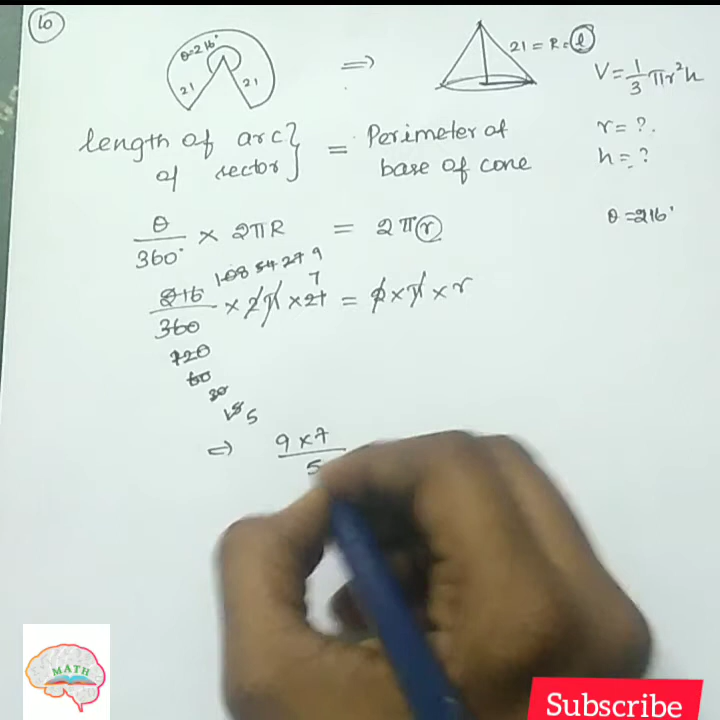 10
θ=216°
21 21
⇒
21 = R = l
V = 1/3 πr²h
length of arc } = Perimeter of
of sector } base of cone
r = ?.
h = ?
θ = 216°
θ/360° × 2πR = 2πr
108 54 27 9
7
216/360 × 2π × 21 = 2 × π × r
120
60
30
15 5
⇒ 9 × 7 / 5
MATH
Subscribe